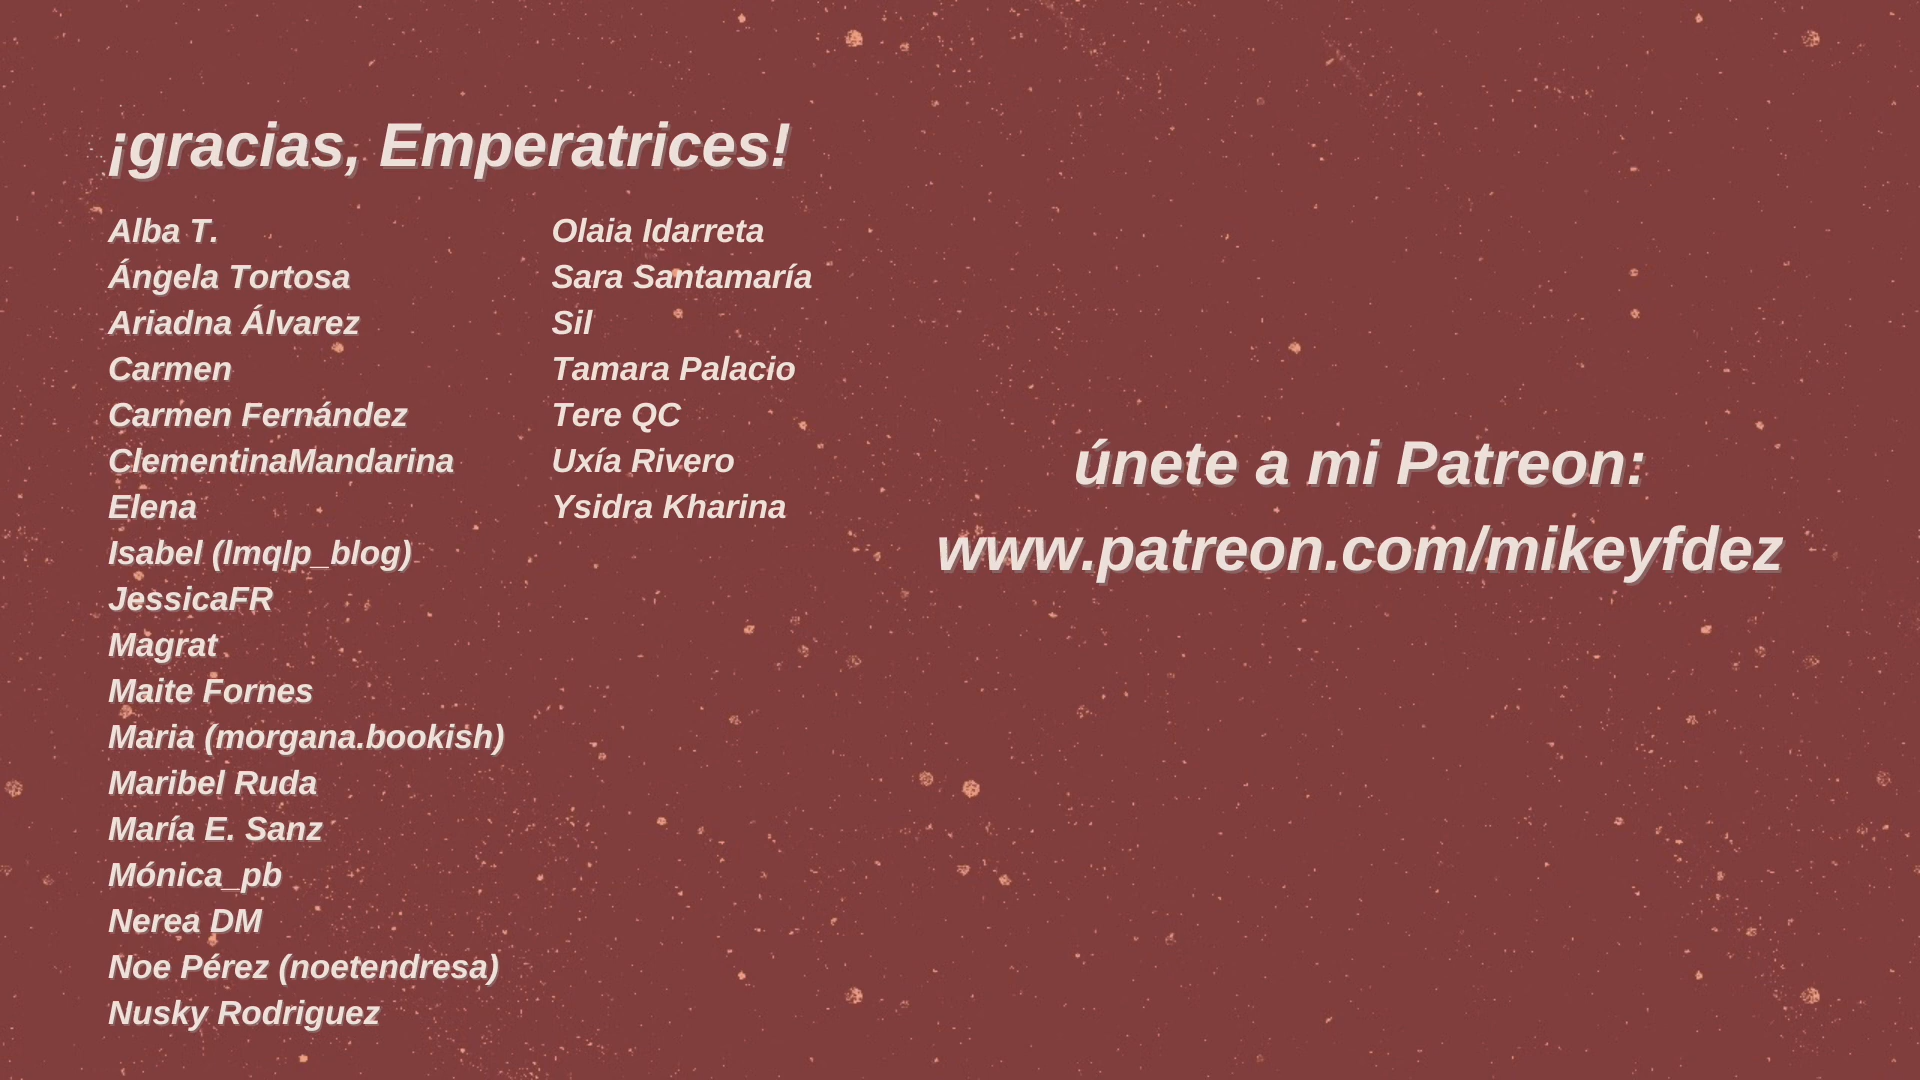 ¡gracias, Emperatrices!
Alba T.
Ángela Tortosa
Ariadna Álvarez
Carmen
Carmen Fernández
ClementinaMandarina
Elena
Isabel (lmqlp_blog)
JessicaFR
Magrat
Maite Fornes
Maria (morgana.bookish)
Maribel Ruda
María E. Sanz
Mónica_pb
Nerea DM
Noe Pérez (noetendresa)
Nusky Rodriguez
Olaia Idarreta
Sara Santamaría
Sil
Tamara Palacio
Tere QC
Uxía Rivero
Ysidra Kharina
únete a mi Patreon:
www.patreon.com/mikeyfdez